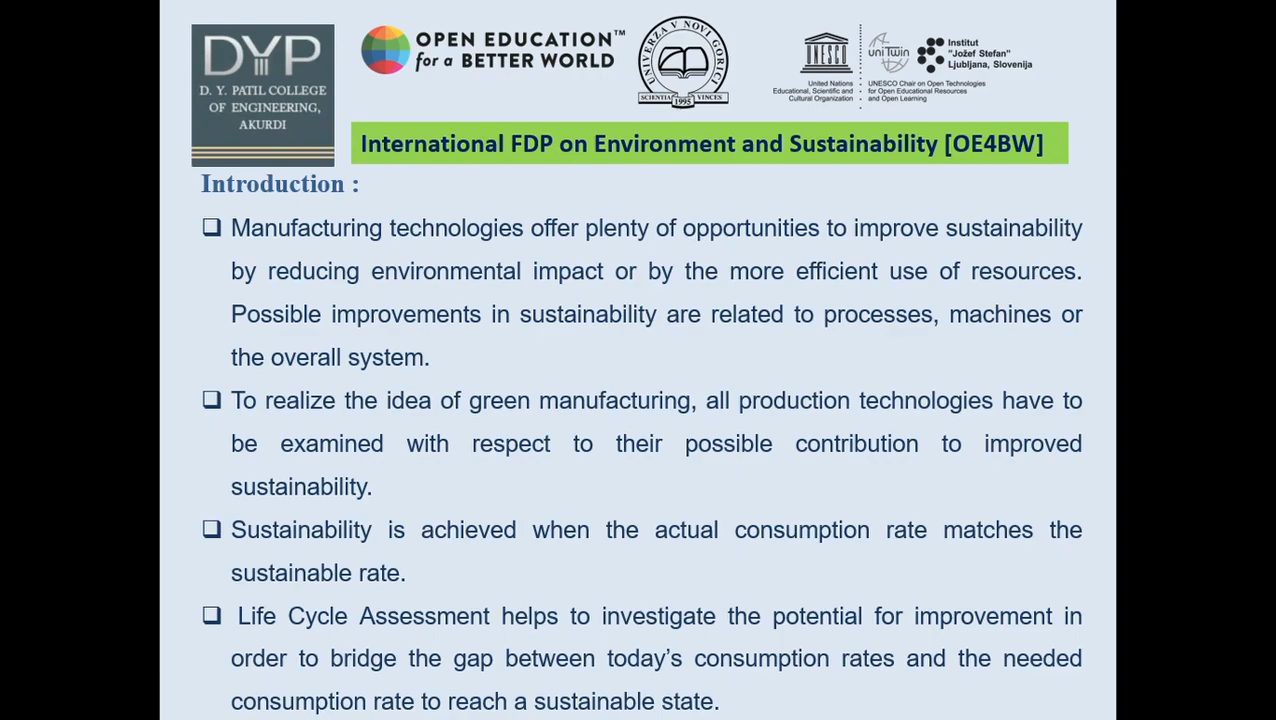 DYP
D. Y. PATIL COLLEGE
OF ENGINEERING,
AKURDI
OPEN EDUCATION™
for a BETTER WORLD
UNIVERZA V NOVI GORICI
SCIENTIA VINCES
1995
UNESCO
United Nations
Educational, Scientific and
Cultural Organization
uniTwin
Institut
"Jožef Stefan"
Ljubljana, Slovenija
UNESCO Chair on Open Technologies
for Open Educational Resources
and Open Learning
International FDP on Environment and Sustainability [OE4BW]
Introduction :
❑ Manufacturing technologies offer plenty of opportunities to improve sustainability
by reducing environmental impact or by the more efficient use of resources.
Possible improvements in sustainability are related to processes, machines or
the overall system.
❑ To realize the idea of green manufacturing, all production technologies have to
be examined with respect to their possible contribution to improved
sustainability.
❑ Sustainability is achieved when the actual consumption rate matches the
sustainable rate.
❑ Life Cycle Assessment helps to investigate the potential for improvement in
order to bridge the gap between today's consumption rates and the needed
consumption rate to reach a sustainable state.